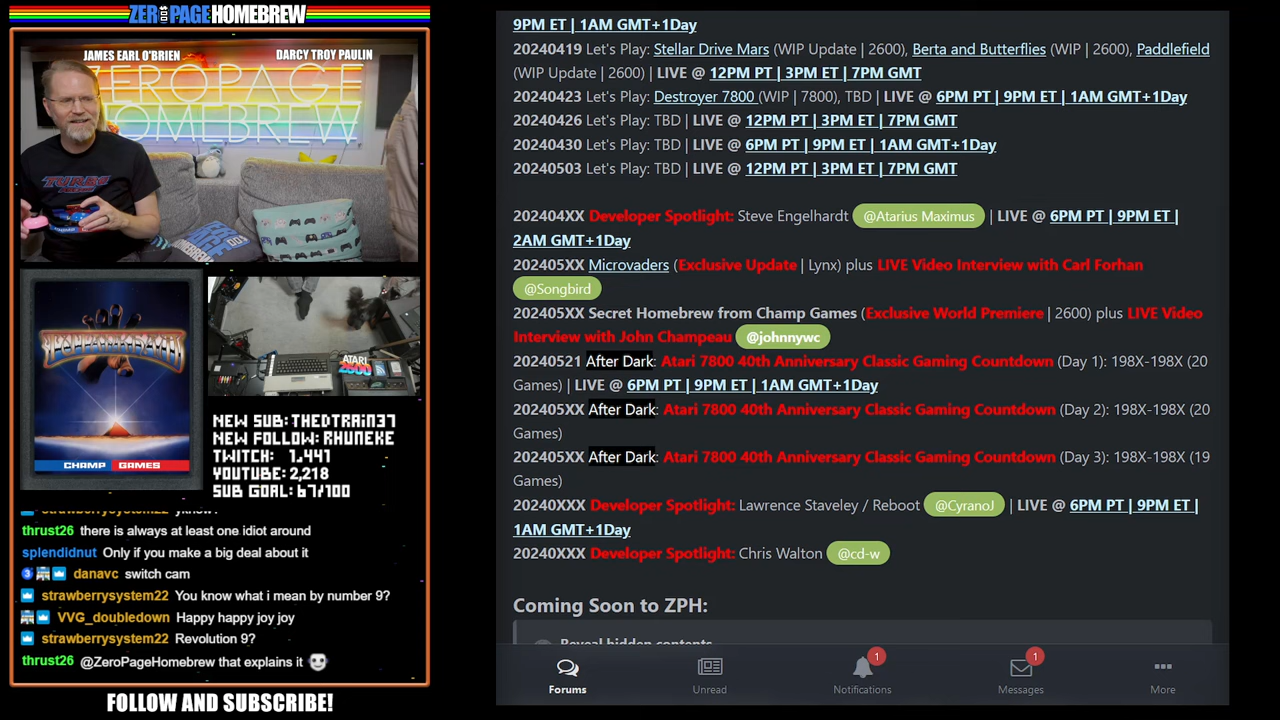 ZEROPAGE HOMEBREW
JAMES EARL O'BRIEN
DARCY TROY PAULIN
ZEROPAGE
HOMEBREW
CHAMP GAMES
ATARI
2600
NEW SUB: THEDTRAIN37
NEW FOLLOW: RHUNEKE
TWITCH: 1,441
YOUTUBE: 2,218
SUB GOAL: 67/100
strawberrysystem22 yknow?
thrust26 there is always at least one idiot around
splendidnut Only if you make a big deal about it
3 danavc switch cam
strawberrysystem22 You know what i mean by number 9?
VVG_doubledown Happy happy joy joy
strawberrysystem22 Revolution 9?
thrust26 @ZeroPageHomebrew that explains it
FOLLOW AND SUBSCRIBE!
9PM ET | 1AM GMT+1Day
20240419 Let's Play: Stellar Drive Mars (WIP Update | 2600), Berta and Butterflies (WIP | 2600), Paddlefield
(WIP Update | 2600) | LIVE @ 12PM PT | 3PM ET | 7PM GMT
20240423 Let's Play: Destroyer 7800 (WIP | 7800), TBD | LIVE @ 6PM PT | 9PM ET | 1AM GMT+1Day
20240426 Let's Play: TBD | LIVE @ 12PM PT | 3PM ET | 7PM GMT
20240430 Let's Play: TBD | LIVE @ 6PM PT | 9PM ET | 1AM GMT+1Day
20240503 Let's Play: TBD | LIVE @ 12PM PT | 3PM ET | 7PM GMT
202404XX Developer Spotlight: Steve Engelhardt @Atarius Maximus | LIVE @ 6PM PT | 9PM ET |
2AM GMT+1Day
202405XX Microvaders (Exclusive Update | Lynx) plus LIVE Video Interview with Carl Forhan
@Songbird
202405XX Secret Homebrew from Champ Games (Exclusive World Premiere | 2600) plus LIVE Video
Interview with John Champeau @johnnywc
20240521 After Dark: Atari 7800 40th Anniversary Classic Gaming Countdown (Day 1): 198X-198X (20
Games) | LIVE @ 6PM PT | 9PM ET | 1AM GMT+1Day
202405XX After Dark: Atari 7800 40th Anniversary Classic Gaming Countdown (Day 2): 198X-198X (20
Games)
202405XX After Dark: Atari 7800 40th Anniversary Classic Gaming Countdown (Day 3): 198X-198X (19
Games)
20240XXX Developer Spotlight: Lawrence Staveley / Reboot @CyranoJ | LIVE @ 6PM PT | 9PM ET |
1AM GMT+1Day
20240XXX Developer Spotlight: Chris Walton @cd-w
Coming Soon to ZPH:
Reveal hidden contents
1 1
Forums Unread Notifications Messages More